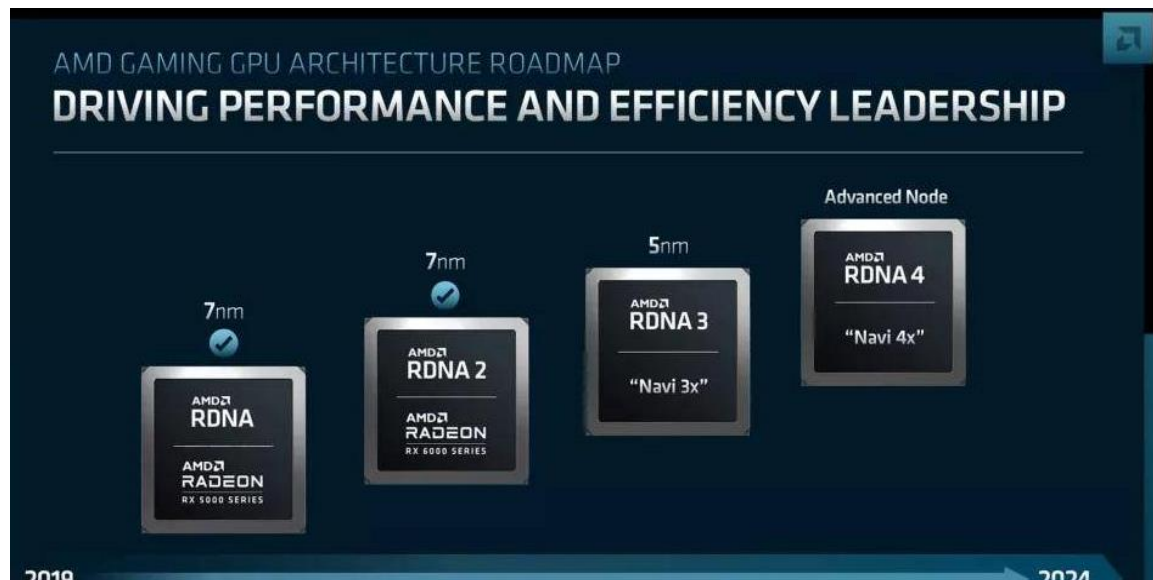 AMD GAMING GPU ARCHITECTURE ROADMAP
DRIVING PERFORMANCE AND EFFICIENCY LEADERSHIP
7nm
AMD
RDNA
AMD
RADEON
RX 5000 SERIES
7nm
AMD
RDNA 2
AMD
RADEON
RX 6000 SERIES
5nm
AMD
RDNA 3
“Navi 3x”
Advanced Node
AMD
RDNA 4
“Navi 4x”
2019
2024